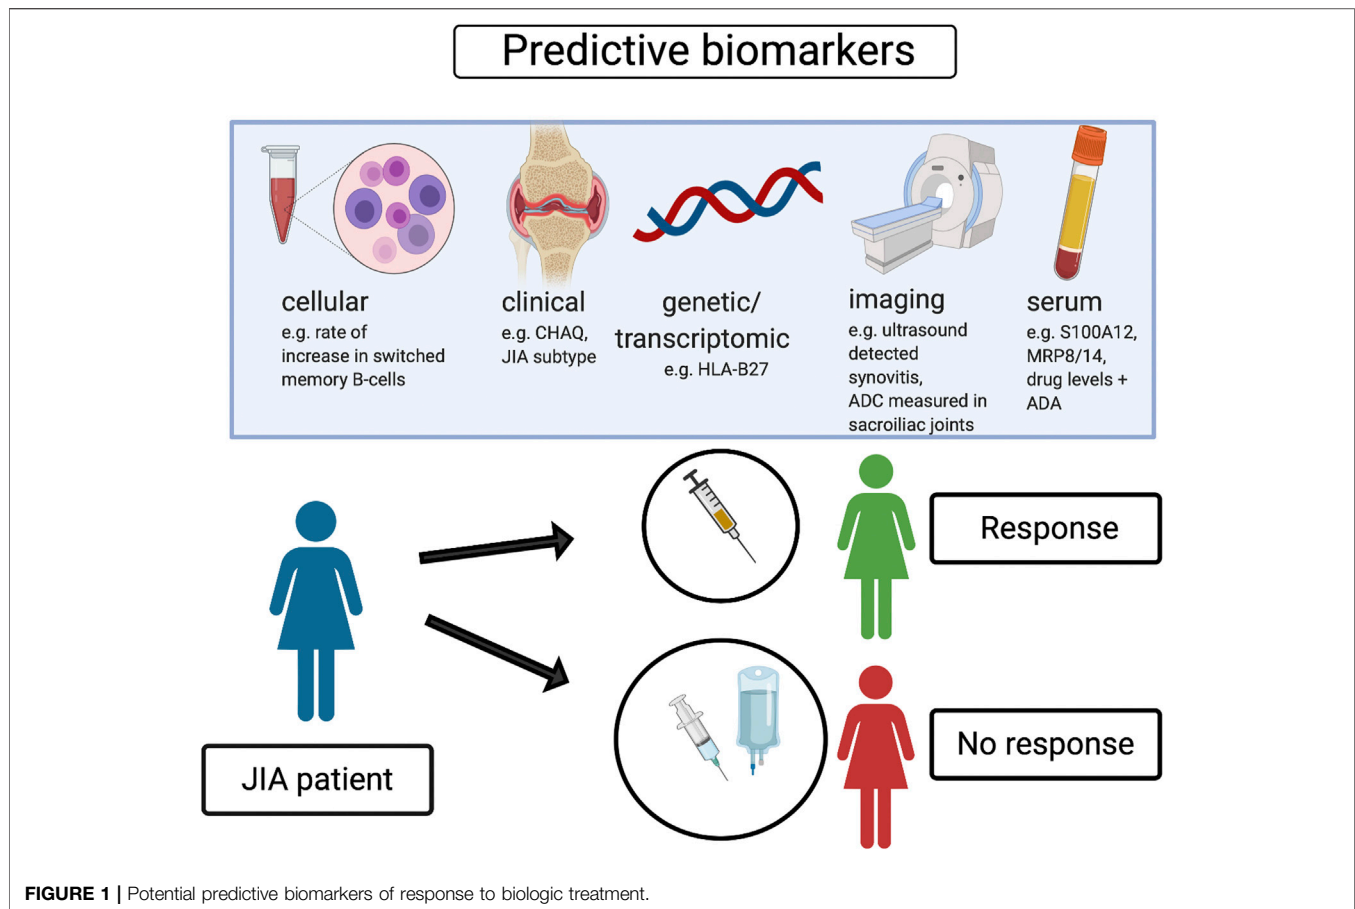 Predictive biomarkers
cellular
e.g. rate of
increase in switched
memory B-cells
clinical
e.g. CHAQ,
JIA subtype
genetic/
transcriptomic
e.g. HLA-B27
imaging
e.g. ultrasound
detected
synovitis,
ADC measured in
sacroiliac joints
serum
e.g. S100A12,
MRP8/14,
drug levels +
ADA
JIA patient
Response
No response
FIGURE 1 | Potential predictive biomarkers of response to biologic treatment.